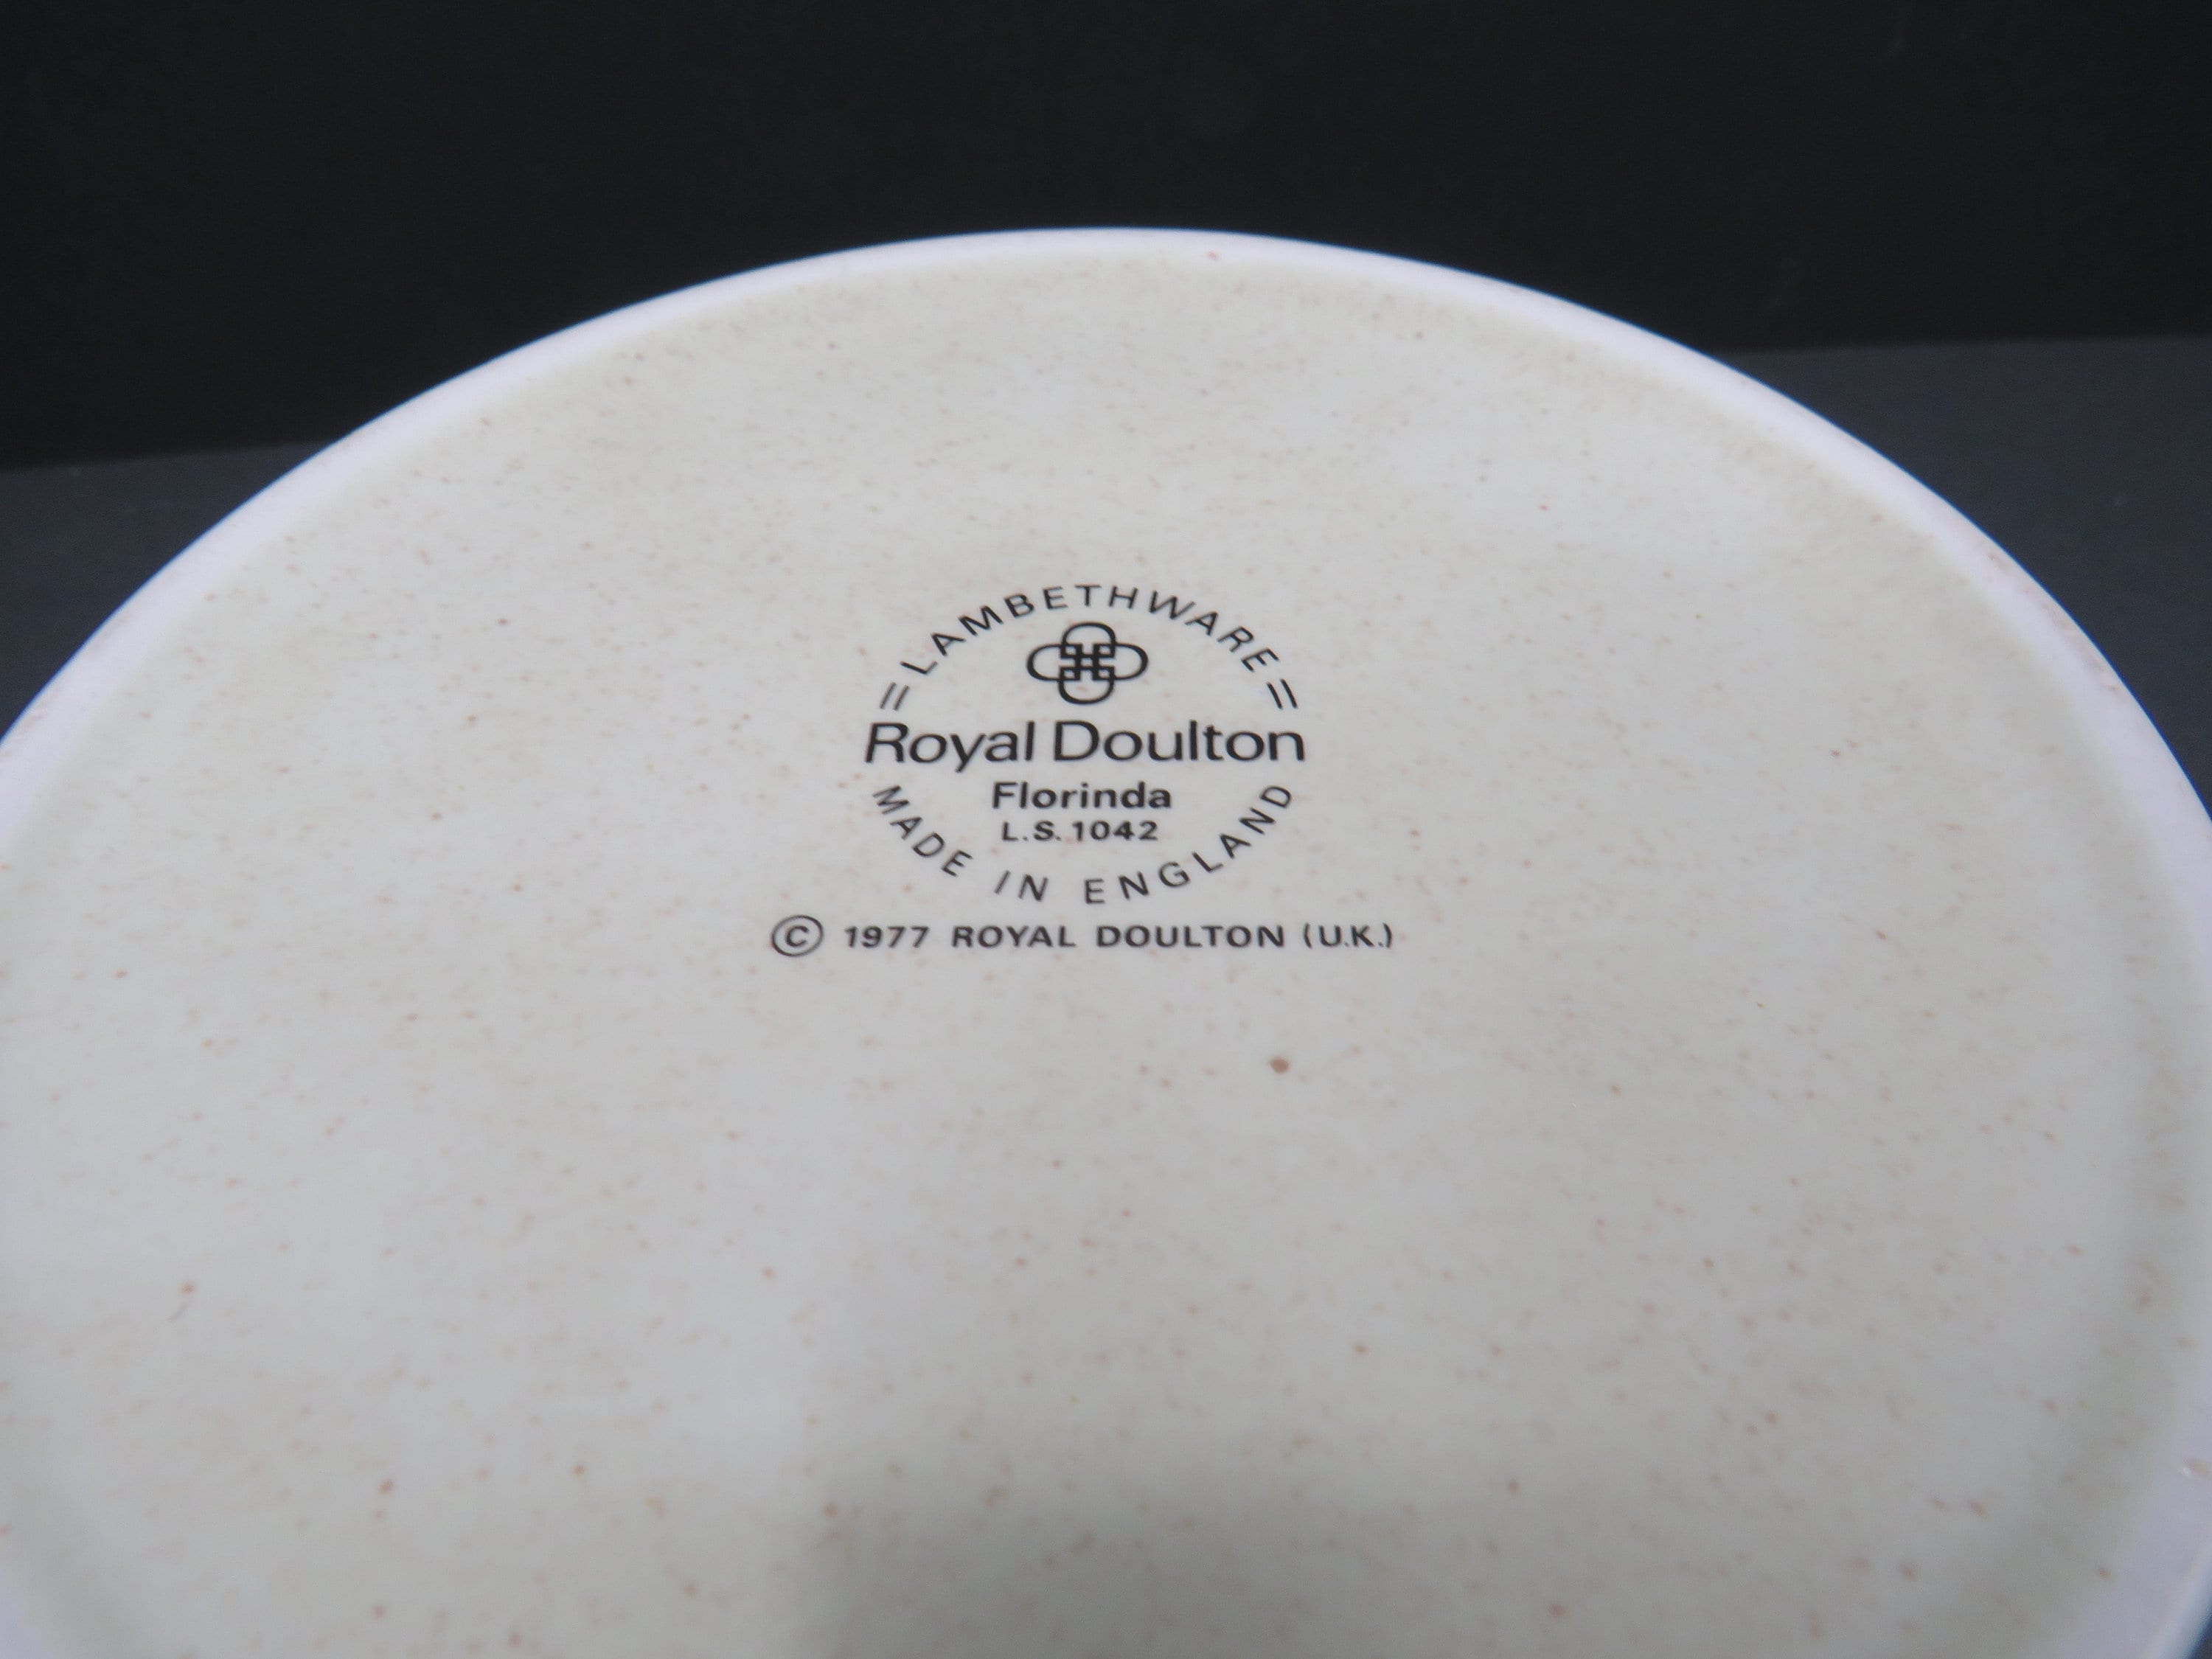 =LAMBETHWARE=
Royal Doulton
Florinda
L.S.1042
MADE IN ENGLAND
© 1977 ROYAL DOULTON (U.K.)